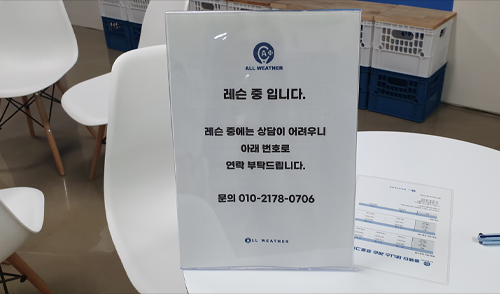 ALL WEATHER
레슨 중 입니다.
레슨 중에는 상담이 어려우니
아래 번호로
연락 부탁드립니다.
문의 010-2178-0706
ALL WEATHER